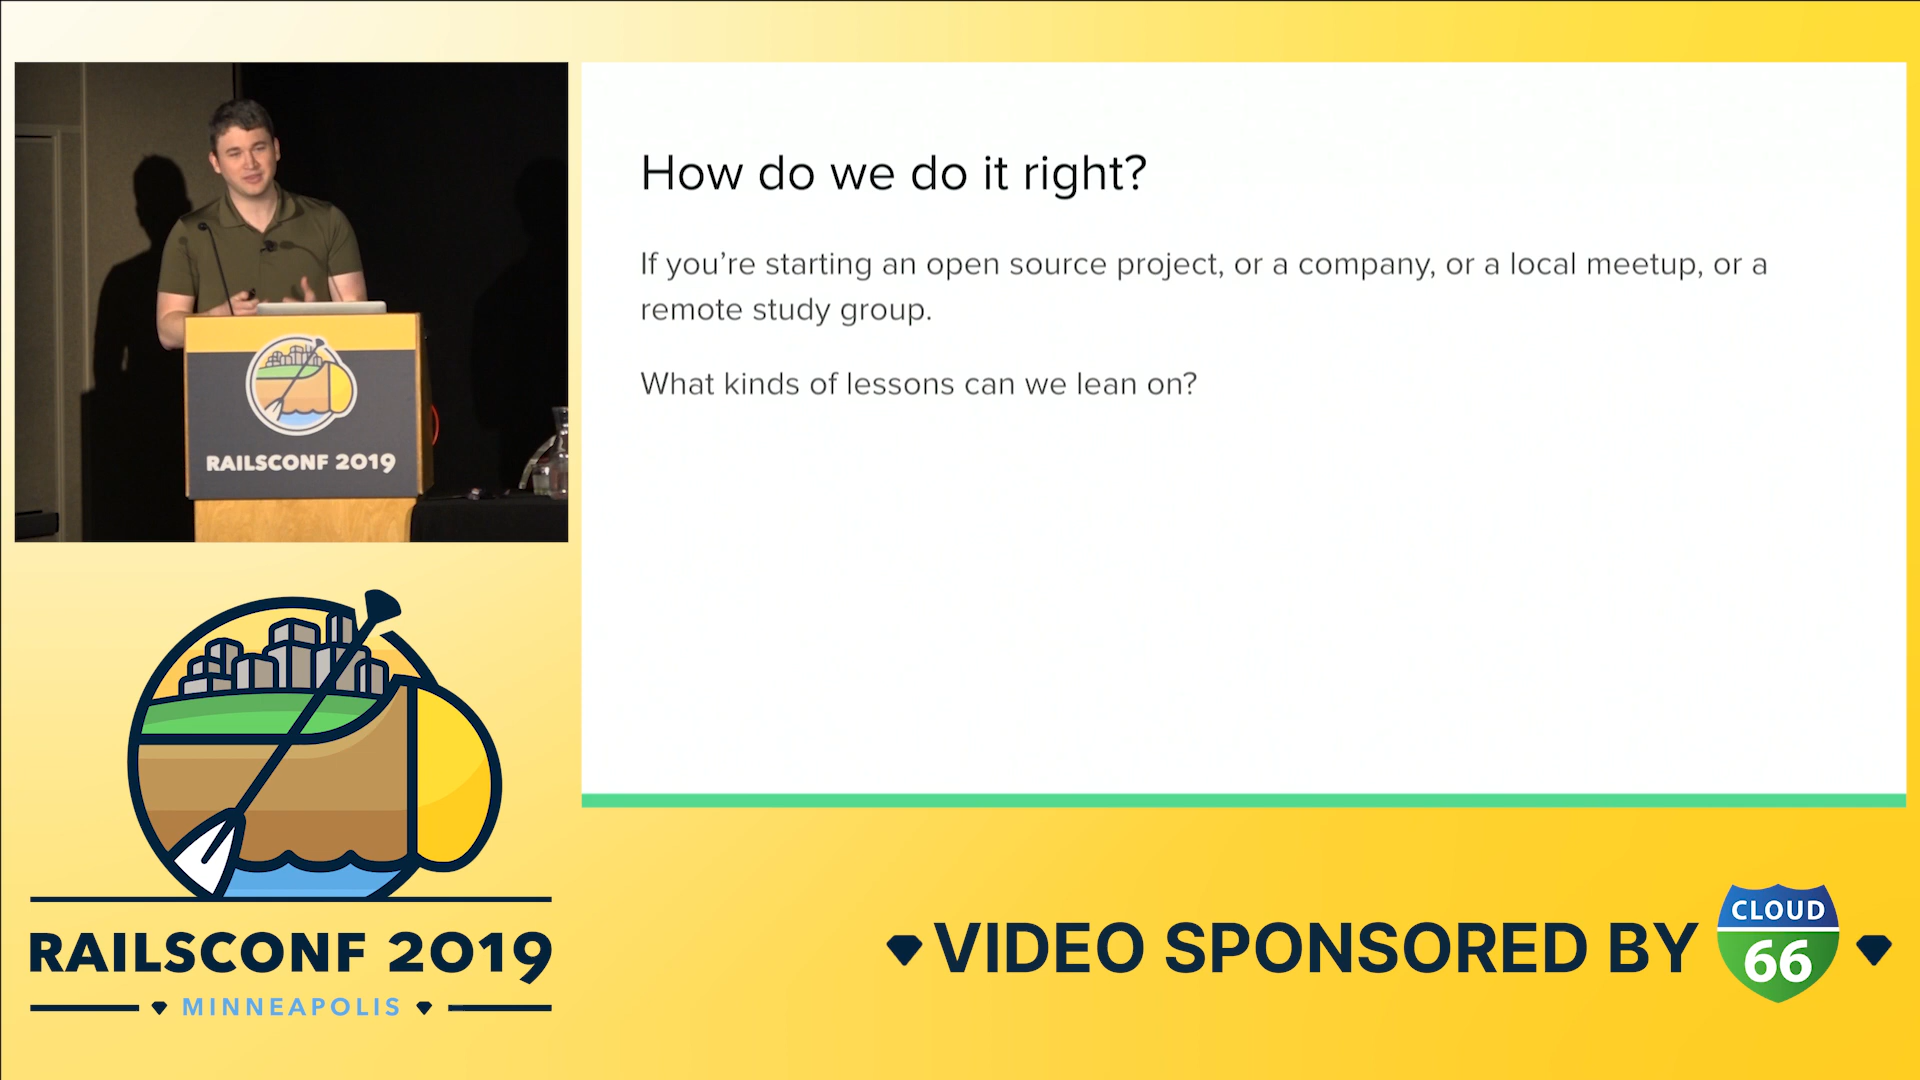 How do we do it right?
If you’re starting an open source project, or a company, or a local meetup, or a
remote study group.
What kinds of lessons can we lean on?
RAILSCONF 2019
RAILSCONF 2019
MINNEAPOLIS
VIDEO SPONSORED BY
CLOUD
66